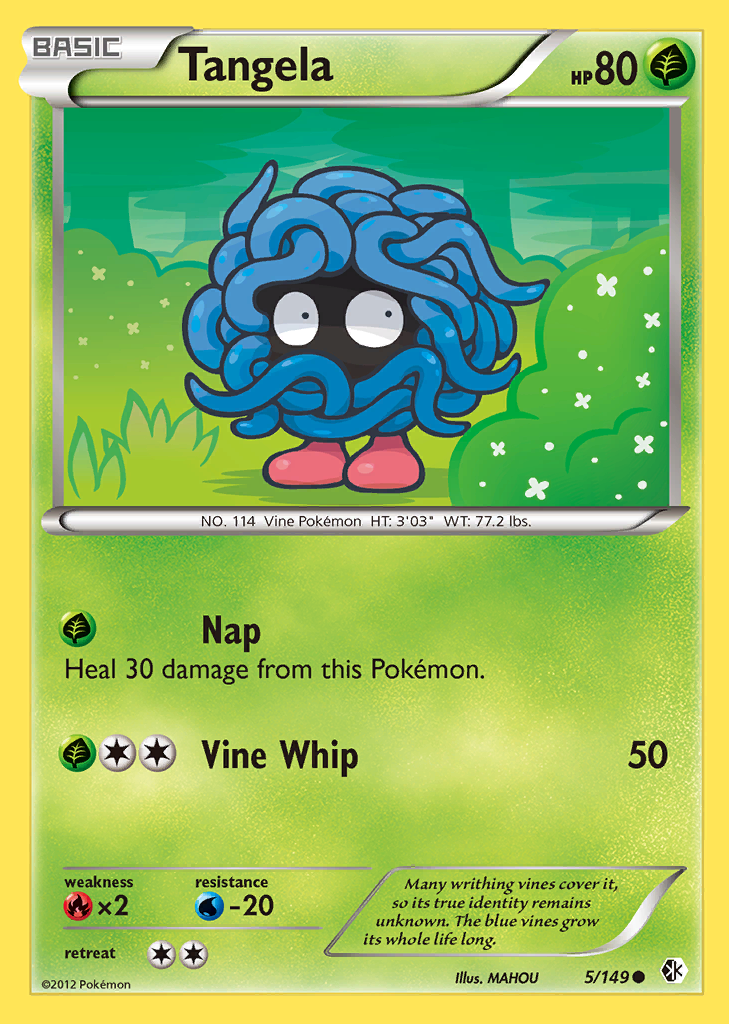 BASIC
Tangela
HP 80
NO. 114 Vine Pokémon HT: 3'03" WT: 77.2 lbs.
Nap
Heal 30 damage from this Pokémon.
Vine Whip 50
weakness resistance
×2 -20
retreat
Many writhing vines cover it,
so its true identity remains
unknown. The blue vines grow
its whole life long.
©2012 Pokémon Illus. MAHOU 5/149